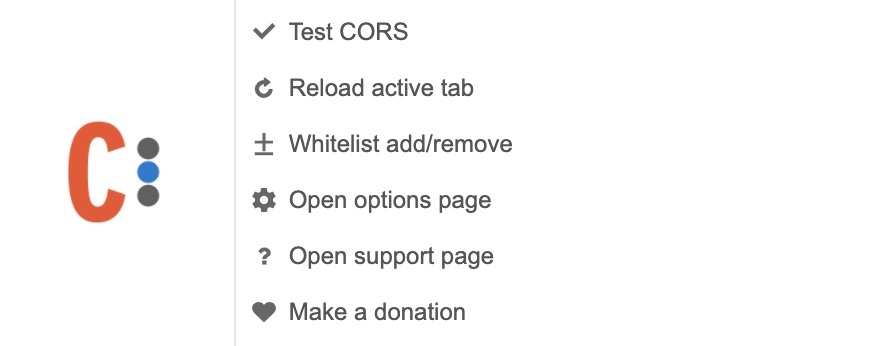 C
Test CORS
Reload active tab
Whitelist add/remove
Open options page
Open support page
Make a donation